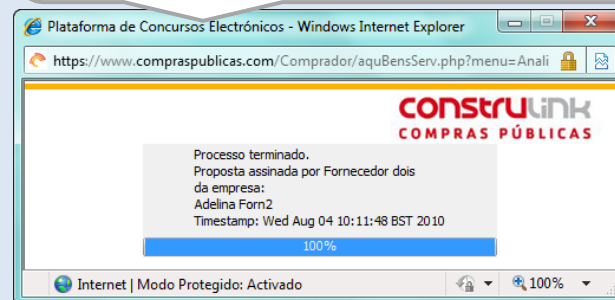 Plataforma de Concursos Electrónicos - Windows Internet Explorer
https://www.compraspublicas.com/Comprador/aquBensServ.php?menu=Anali
construlink
COMPRAS PÚBLICAS
Processo terminado.
Proposta assinada por Fornecedor dois
da empresa:
Adelina Forn2
Timestamp: Wed Aug 04 10:11:48 BST 2010
100%
Internet | Modo Protegido: Activado
100%